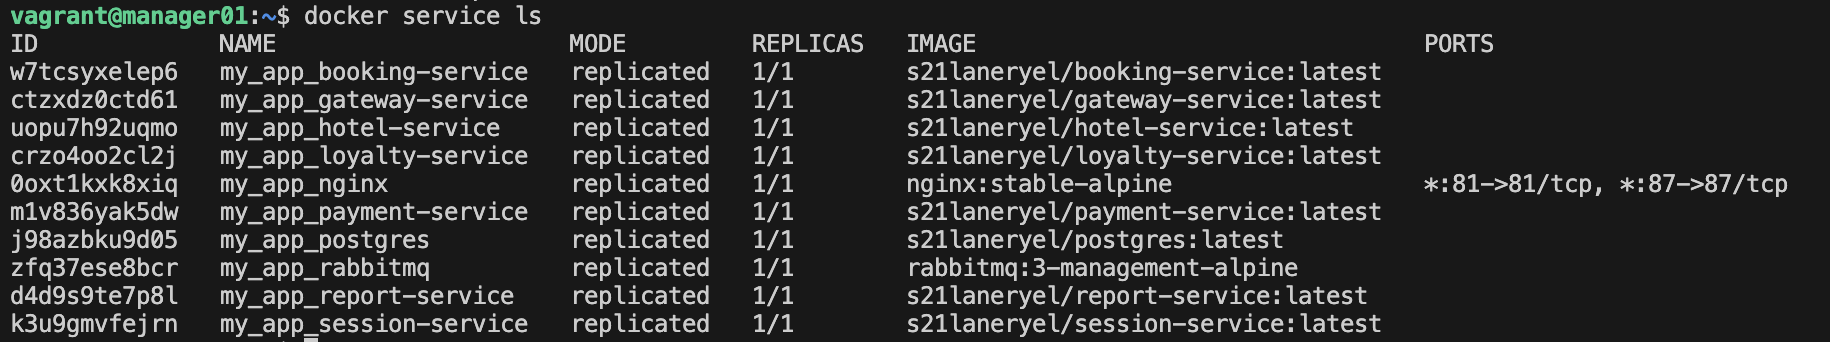 vagrant@manager01:~$ docker service ls
ID NAME MODE REPLICAS IMAGE PORTS
w7tcsyxelep6 my_app_booking-service replicated 1/1 s21laneryel/booking-service:latest
ctzxdz0ctd61 my_app_gateway-service replicated 1/1 s21laneryel/gateway-service:latest
uopu7h92uqmo my_app_hotel-service replicated 1/1 s21laneryel/hotel-service:latest
crzo4oo2cl2j my_app_loyalty-service replicated 1/1 s21laneryel/loyalty-service:latest
0oxt1kxk8xiq my_app_nginx replicated 1/1 nginx:stable-alpine *:81->81/tcp, *:87->87/tcp
m1v836yak5dw my_app_payment-service replicated 1/1 s21laneryel/payment-service:latest
j98azbku9d05 my_app_postgres replicated 1/1 s21laneryel/postgres:latest
zfq37ese8bcr my_app_rabbitmq replicated 1/1 rabbitmq:3-management-alpine
d4d9s9te7p8l my_app_report-service replicated 1/1 s21laneryel/report-service:latest
k3u9gmvfejrn my_app_session-service replicated 1/1 s21laneryel/session-service:latest